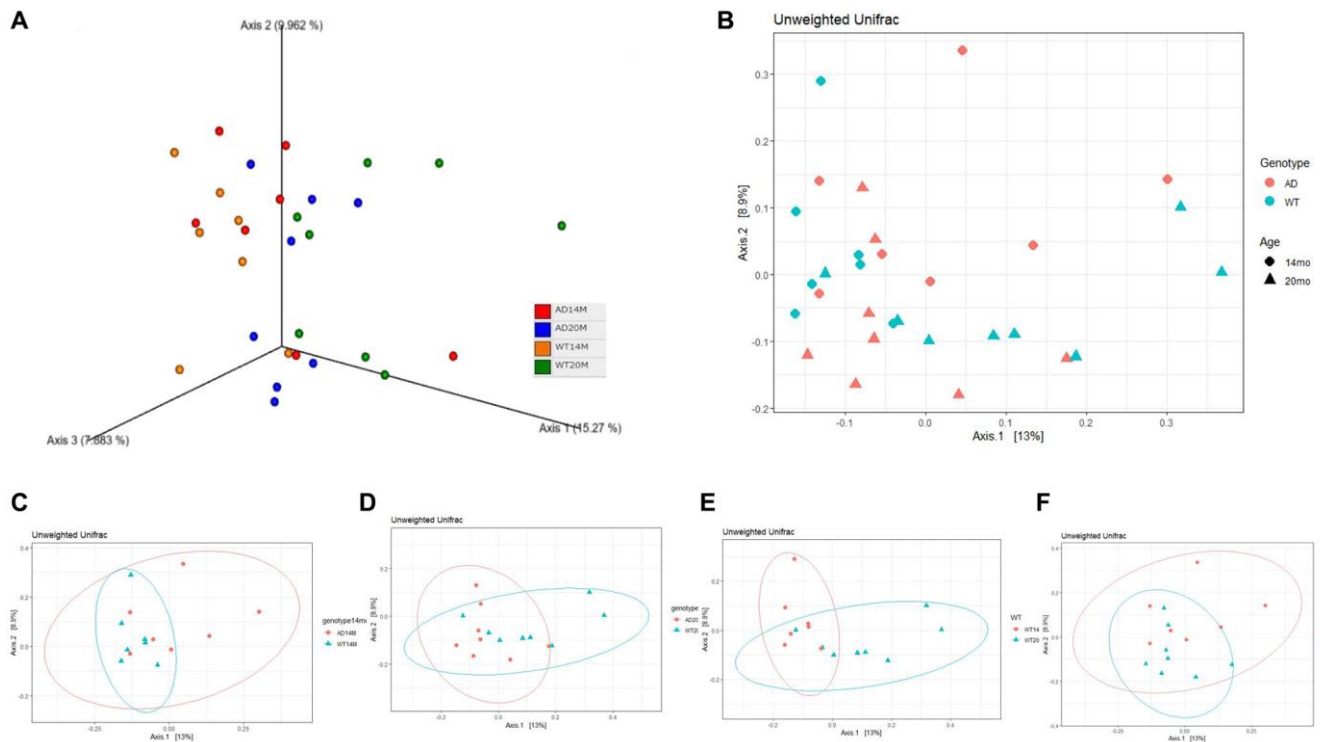 A
Axis 2 (9.962 %)
Axis 3 (7.883 %)
Axis 1 (15.27 %)
AD14M
AD20M
WT14M
WT20M
B
Unweighted Unifrac
Axis.2 [8.9%]
0.3
0.2
0.1
0.0
-0.1
-0.2
-0.1
0.0
0.1
0.2
0.3
Axis.1 [13%]
Genotype
AD
WT
Age
14mo
20mo
C
Unweighted Unifrac
Axis.2 [8.9%]
0.4
0.2
0.0
-0.2
-0.25
0.00
0.25
Axis.1 [13%]
genotype14mo
AD14M
WT14M
D
Unweighted Unifrac
Axis.2 [8.9%]
0.2
0.0
-0.2
-0.2
0.0
0.2
0.4
Axis.1 [13%]
genotype
AD20
WT20
E
Unweighted Unifrac
Axis.2 [8.9%]
0.2
0.0
-0.2
-0.2
0.0
0.2
0.4
Axis.1 [13%]
WT
WT14
WT20
F
Unweighted Unifrac
Axis.2 [8.9%]
0.4
0.2
0.0
-0.2
-0.4
-0.25
0.00
0.25
Axis.1 [13%]